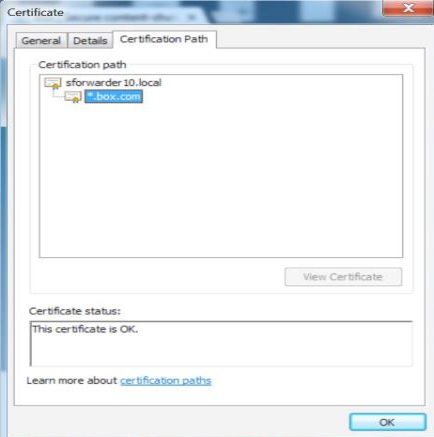 Certificate
General Details Certification Path
Certification path
sforwarder10.local
*.box.com
View Certificate
Certificate status:
This certificate is OK.
Learn more about certification paths
OK